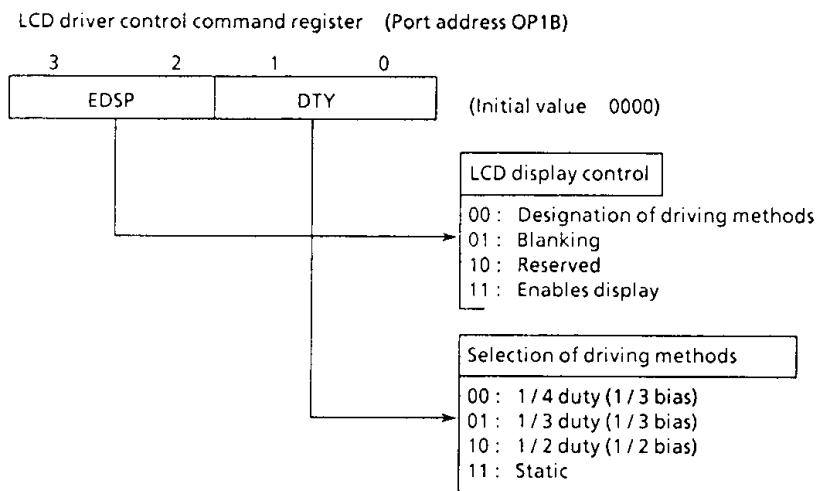 LCD driver control command register (Port address OP1B)
3 2 1 0
EDSP DTY
(Initial value 0000)
LCD display control
00 : Designation of driving methods
01 : Blanking
10 : Reserved
11 : Enables display
Selection of driving methods
00 : 1 / 4 duty (1 / 3 bias)
01 : 1 / 3 duty (1 / 3 bias)
10 : 1 / 2 duty (1 / 2 bias)
11 : Static